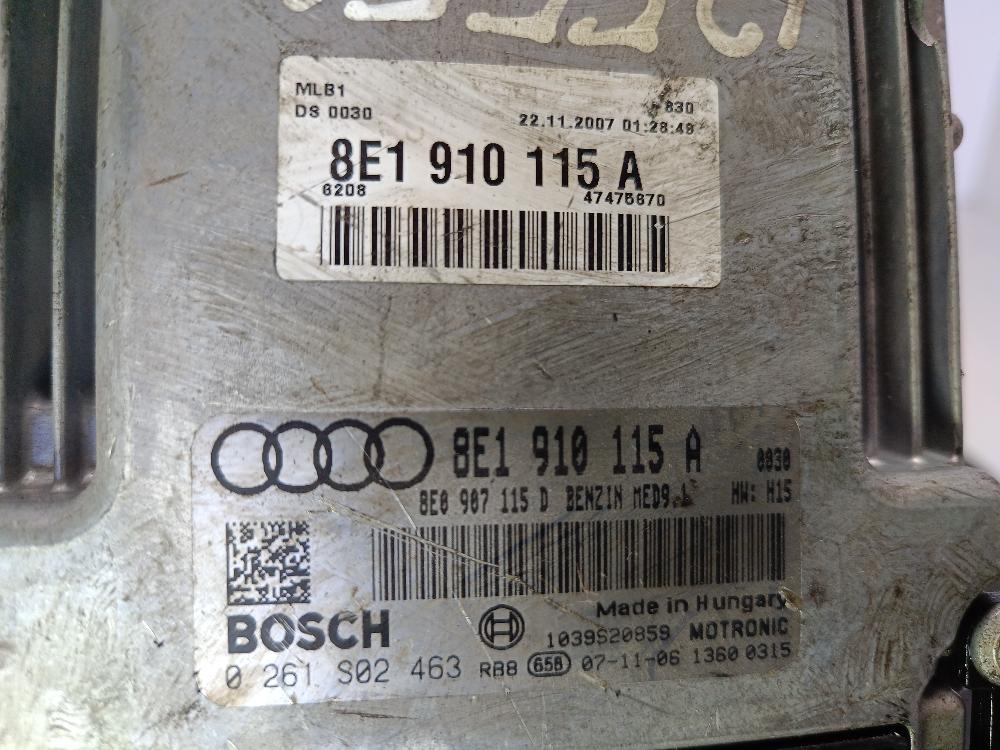 MLB1
DS 0030
830
22.11.2007 01:28:49
8E1 910 115 A
6208
47475670
8E1 910 115 A
0030
8E0 907 115 D BENZIN MED9.1
HW: H15
BOSCH
Made in Hungary
1039S20859 MOTRONIC
0 261 S02 463 RB8 658 07-11-06 1360 0315